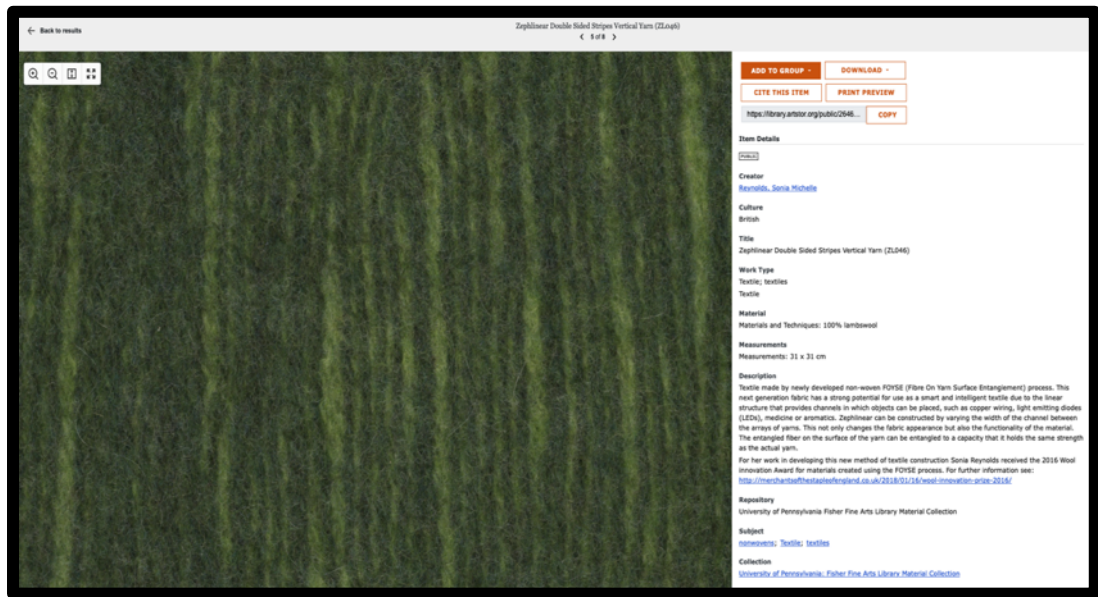 Back to results
Zephlinear Double Sided Stripes Vertical Yarn (ZL046)
5 of 8
ADD TO GROUP
DOWNLOAD
CITE THIS ITEM
PRINT PREVIEW
https://library.artstor.org/public/2646...
COPY
Item Details
PUBLIC
Creator
Reynolds, Sonia Michelle
Culture
British
Title
Zephlinear Double Sided Stripes Vertical Yarn (ZL046)
Work Type
Textile; textiles
Textile
Material
Materials and Techniques: 100% lambswool
Measurements
Measurements: 31 x 31 cm
Description
Textile made by newly developed non-woven FOYSE (Fibre On Yarn Surface Entanglement) process. This
next generation fabric has a strong potential for use as a smart and intelligent textile due to the linear
structure that provides channels in which objects can be placed, such as copper wiring, light emitting diodes
(LEDs), medicine or aromatics. Zephlinear can be constructed by varying the width of the channel between
the arrays of yarns. This not only changes the fabric appearance but also the functionality of the material.
The entangled fiber on the surface of the yarn can be entangled to a capacity that it holds the same strength
as the actual yarn.
For her work in developing this new method of textile construction Sonia Reynolds received the 2016 Wool
innovation Award for materials created using the FOYSE process. For further information see:
http://merchantsofthestapleofengland.co.uk/2018/01/16/wool-innovation-prize-2016/
Repository
University of Pennsylvania Fisher Fine Arts Library Material Collection
Subject
nonwovens; Textile; textiles
Collection
University of Pennsylvania: Fisher Fine Arts Library Material Collection